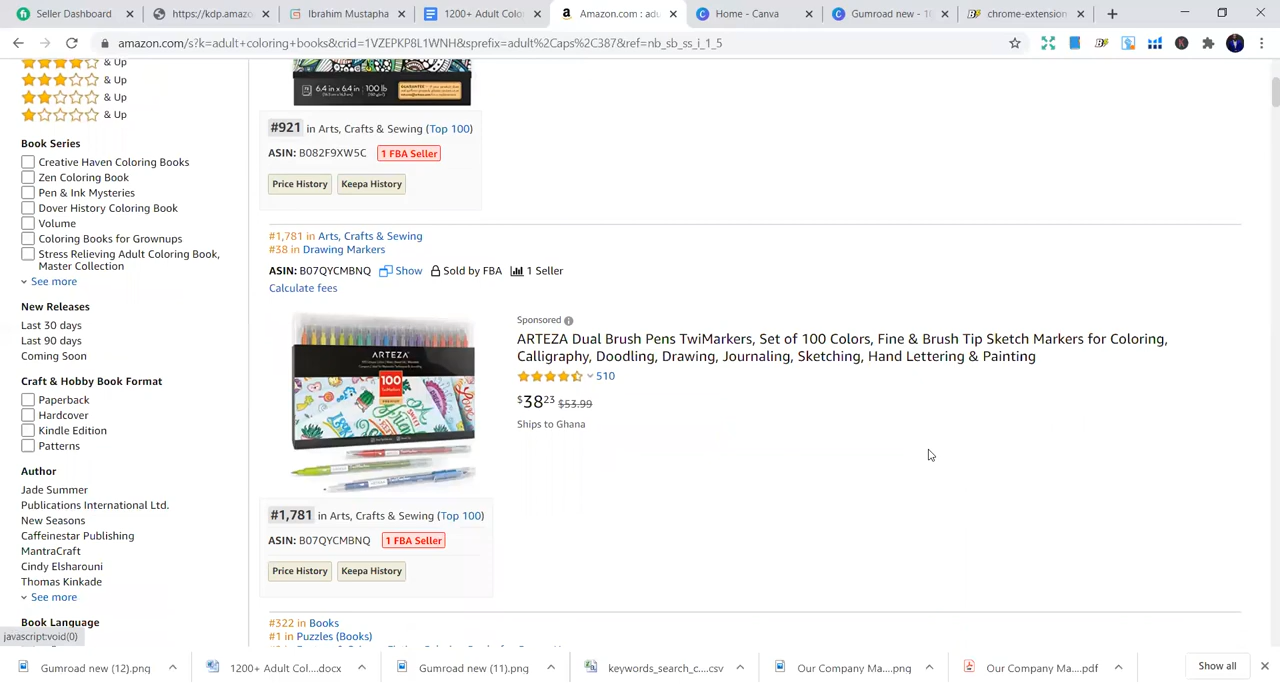 Seller Dashboard
https://kdp.amazo
Ibrahim Mustapha
1200+ Adult Colo
Amazon.com : adu
Home - Canva
Gumroad new - 1
chrome-extension
amazon.com/s?k=adult+coloring+books&crid=1VZEPKP8L1WNH&sprefix=adult%2Caps%2C387&ref=nb_sb_ss_i_1_5
& Up
& Up
& Up
& Up
Book Series
Creative Haven Coloring Books
Zen Coloring Book
Pen & Ink Mysteries
Dover History Coloring Book
Volume
Coloring Books for Grownups
Stress Relieving Adult Coloring Book,
Master Collection
See more
New Releases
Last 30 days
Last 90 days
Coming Soon
Craft & Hobby Book Format
Paperback
Hardcover
Kindle Edition
Patterns
Author
Jade Summer
Publications International Ltd.
New Seasons
Caffeinestar Publishing
MantraCraft
Cindy Elsharouni
Thomas Kinkade
See more
Book Language
javascript:void(0)
6.4 in x 6.4 in 100 lb
#921 in Arts, Crafts & Sewing (Top 100)
ASIN: B082F9XW5C 1 FBA Seller
Price History Keepa History
#1,781 in Arts, Crafts & Sewing
#38 in Drawing Markers
ASIN: B07QYCMBNQ Show Sold by FBA 1 Seller
Calculate fees
ARTEZA
100
Sponsored
ARTEZA Dual Brush Pens TwiMarkers, Set of 100 Colors, Fine & Brush Tip Sketch Markers for Coloring,
Calligraphy, Doodling, Drawing, Journaling, Sketching, Hand Lettering & Painting
510
$38 23 $53.99
Ships to Ghana
#1,781 in Arts, Crafts & Sewing (Top 100)
ASIN: B07QYCMBNQ 1 FBA Seller
Price History Keepa History
#322 in Books
#1 in Puzzles (Books)
Gumroad new (12).png
1200+ Adult Col....docx
Gumroad new (11).png
keywords_search_c....csv
Our Company Ma....png
Our Company Ma....pdf
Show all